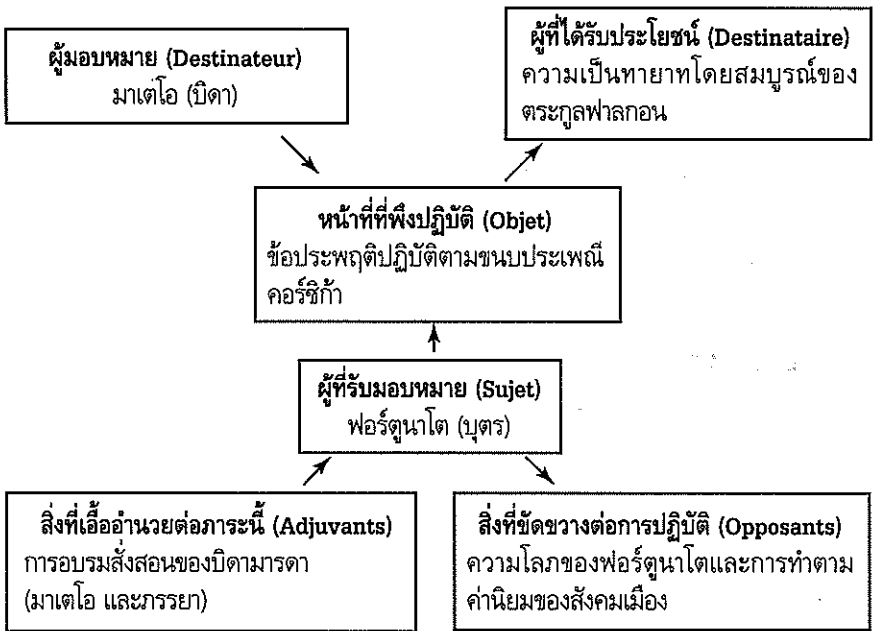 ผู้มอบหมาย (Destinateur)
มาเตโอ (บิดา)
ผู้ที่ได้รับประโยชน์ (Destinataire)
ความเป็นทายาทโดยสมบูรณ์ของ
ตระกูลฟาลกอน
หน้าที่ที่พึงปฏิบัติ (Objet)
ข้อประพฤติปฏิบัติตามขนบประเพณี
คอร์ซิก้า
ผู้ที่รับมอบหมาย (Sujet)
ฟอร์ตูนาโต (บุตร)
สิ่งที่เอื้ออำนวยต่อภาระนี้ (Adjuvants)
การอบรมสั่งสอนของบิดามารดา
(มาเตโอ และภรรยา)
สิ่งที่ขัดขวางต่อการปฏิบัติ (Opposants)
ความโลภของฟอร์ตูนาโตและการทำตาม
ค่านิยมของสังคมเมือง